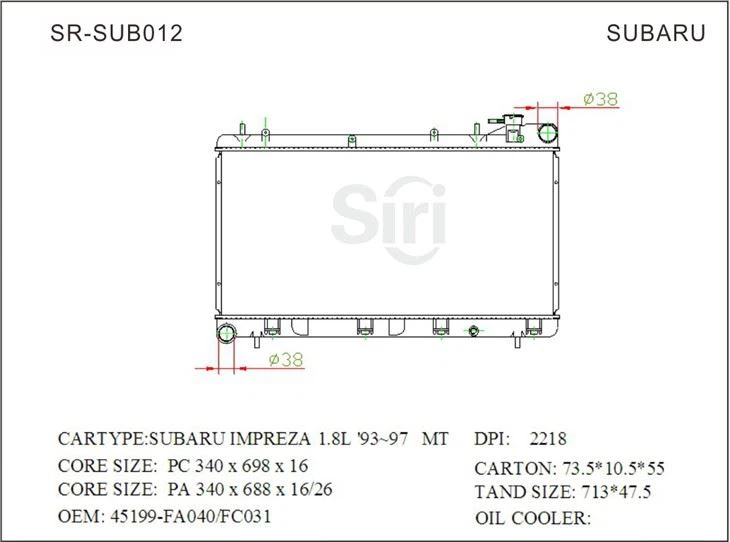 SR-SUB012 SUBARU
ø38
Siri
ø38
CARTYPE:SUBARU IMPREZA 1.8L '93~97 MT DPI: 2218
CORE SIZE: PC 340 x 698 x 16
CARTON: 73.5*10.5*55
CORE SIZE: PA 340 x 688 x 16/26
TAND SIZE: 713*47.5
OEM: 45199-FA040/FC031
OIL COOLER: